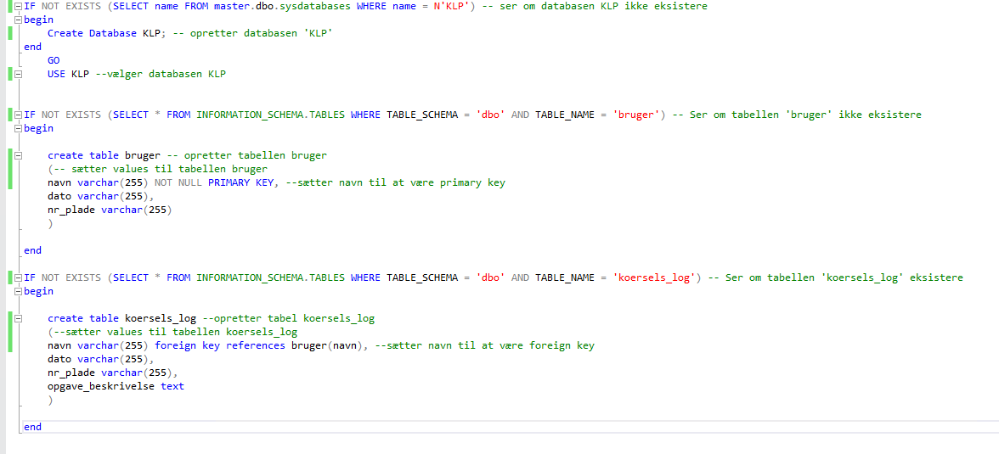 IF NOT EXISTS (SELECT name FROM master.dbo.sysdatabases WHERE name = N'KLP') -- ser om databasen KLP ikke eksistere
begin
Create Database KLP; -- opretter databasen 'KLP'
end
GO
USE KLP --vælger databasen KLP
IF NOT EXISTS (SELECT * FROM INFORMATION_SCHEMA.TABLES WHERE TABLE_SCHEMA = 'dbo' AND TABLE_NAME = 'bruger') -- Ser om tabellen 'bruger' ikke eksistere
begin
create table bruger -- opretter tabellen bruger
(-- sætter values til tabellen bruger
navn varchar(255) NOT NULL PRIMARY KEY, --sætter navn til at være primary key
dato varchar(255),
nr_plade varchar(255)
)
end
IF NOT EXISTS (SELECT * FROM INFORMATION_SCHEMA.TABLES WHERE TABLE_SCHEMA = 'dbo' AND TABLE_NAME = 'koersels_log') -- Ser om tabellen 'koersels_log' eksistere
begin
create table koersels_log --opretter tabel koersels_log
(--sætter values til tabellen koersels_log
navn varchar(255) foreign key references bruger(navn), --sætter navn til at være foreign key
dato varchar(255),
nr_plade varchar(255),
opgave_beskrivelse text
)
end